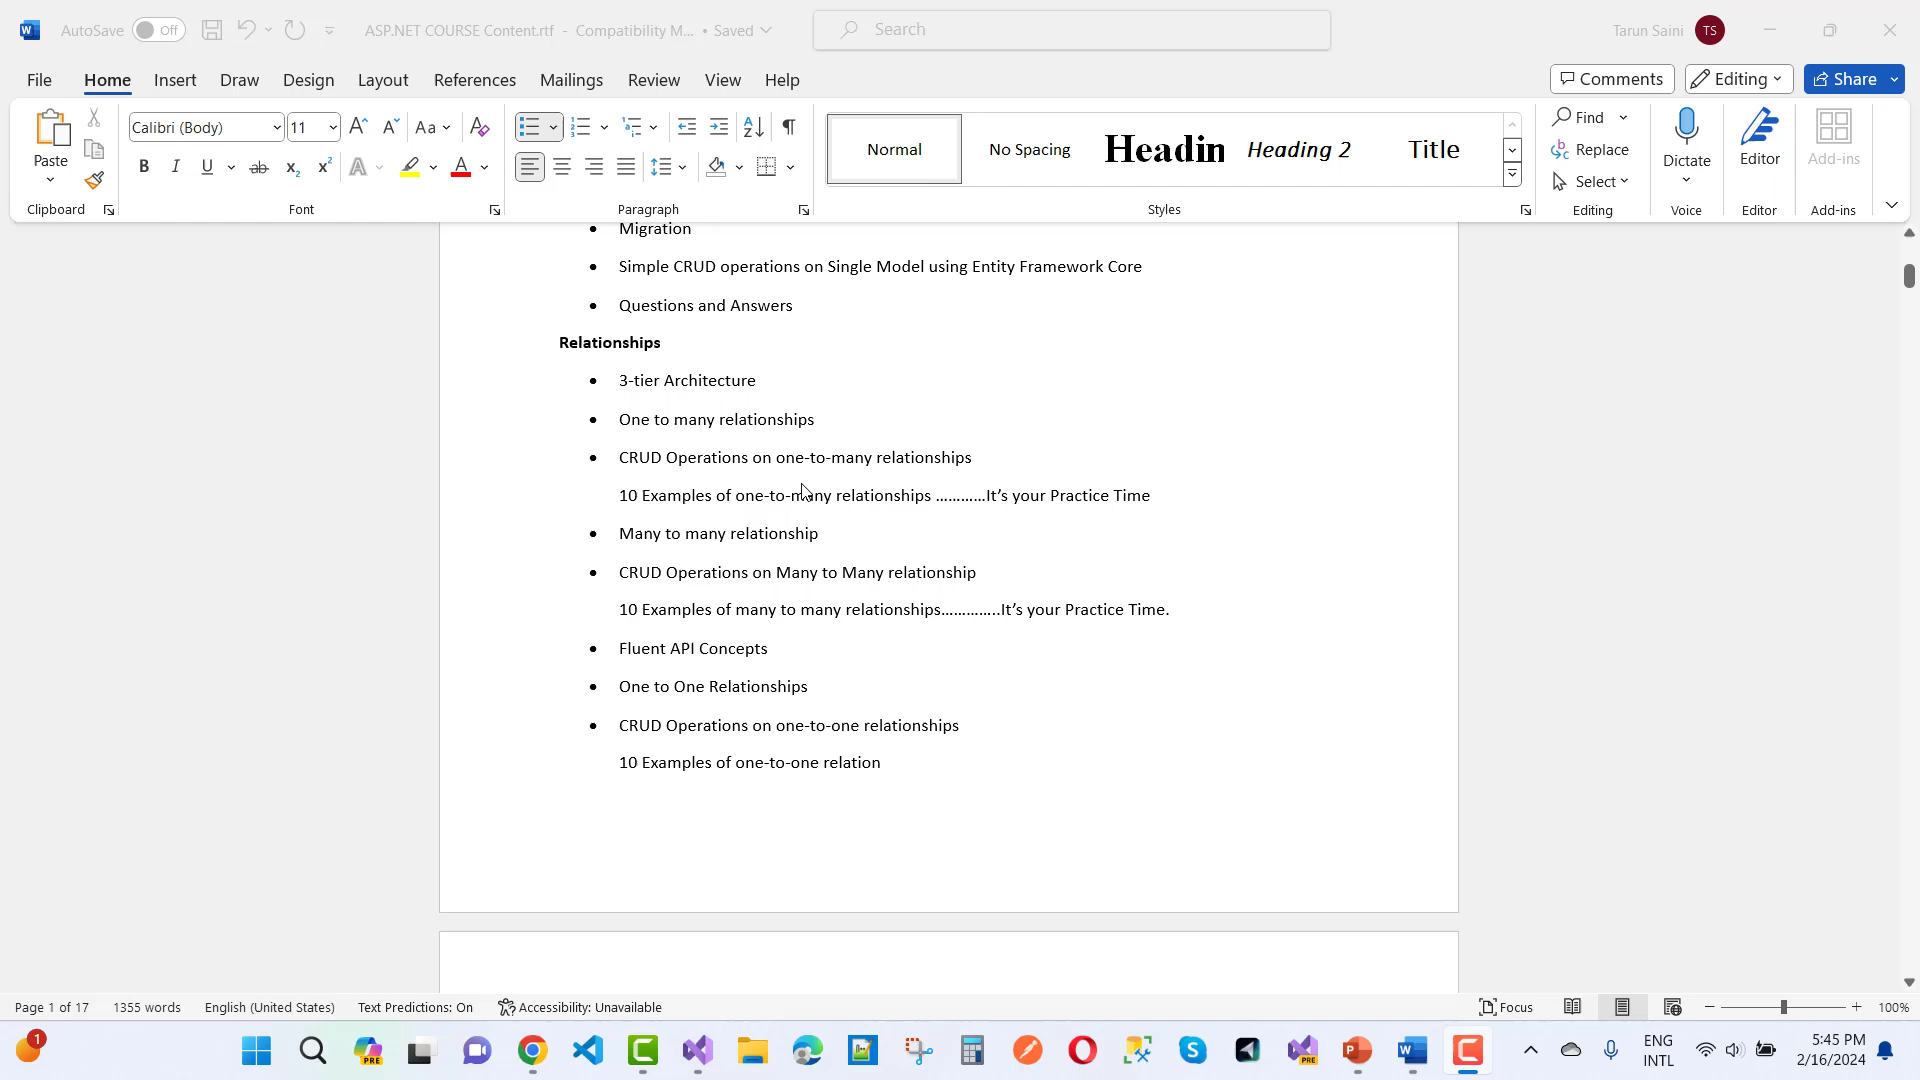 AutoSave Off ASP.NET COURSE Content.rtf - Compatibility M... • Saved Search Tarun Saini TS
File Home Insert Draw Design Layout References Mailings Review View Help Comments Editing Share
Paste Calibri (Body) 11 Aa Normal No Spacing Headin Heading 2 Title Find Replace Select Dictate Editor Add-ins
Clipboard Font Paragraph Styles Editing Voice Editor Add-ins
• Migration
• Simple CRUD operations on Single Model using Entity Framework Core
• Questions and Answers
Relationships
• 3-tier Architecture
• One to many relationships
• CRUD Operations on one-to-many relationships
10 Examples of one-to-many relationships …………It’s your Practice Time
• Many to many relationship
• CRUD Operations on Many to Many relationship
10 Examples of many to many relationships…………..It’s your Practice Time.
• Fluent API Concepts
• One to One Relationships
• CRUD Operations on one-to-one relationships
10 Examples of one-to-one relation
Page 1 of 17 1355 words English (United States) Text Predictions: On Accessibility: Unavailable Focus 100%
1 PRE PRE ENG 5:45 PM
INTL 2/16/2024